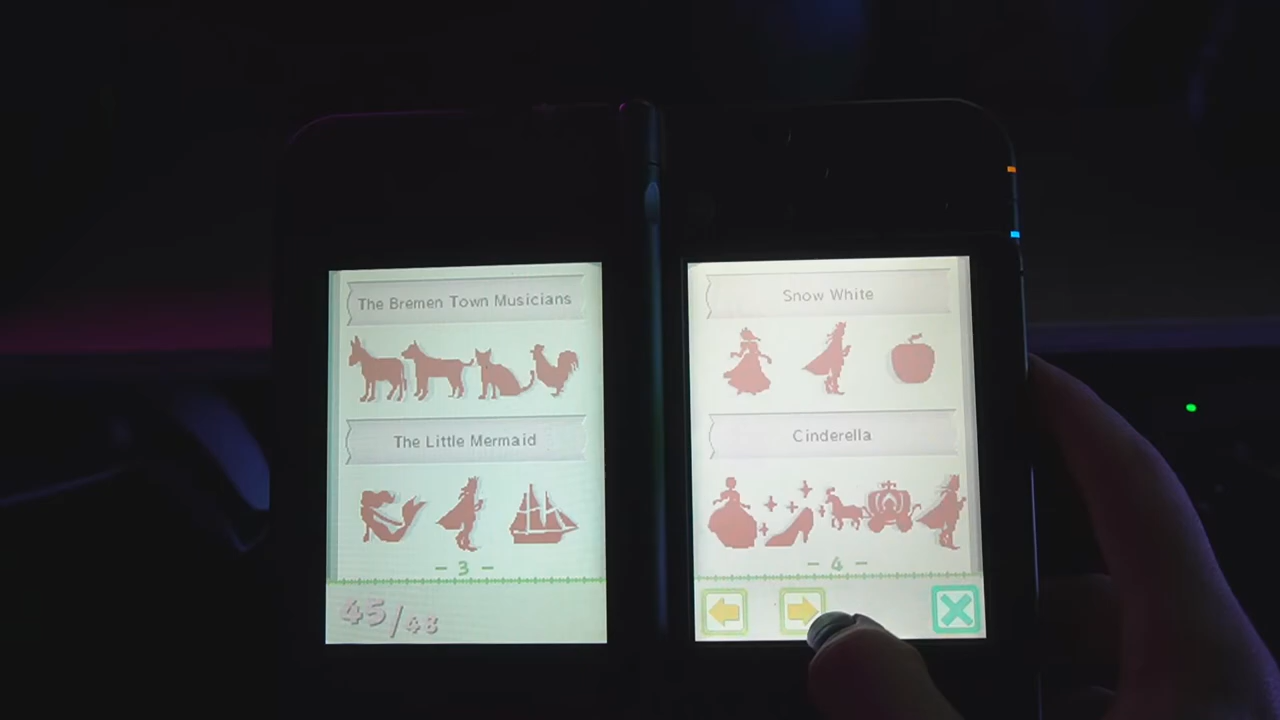 The Bremen Town Musicians
The Little Mermaid
- 3 -
45/48
Snow White
Cinderella
- 4 -